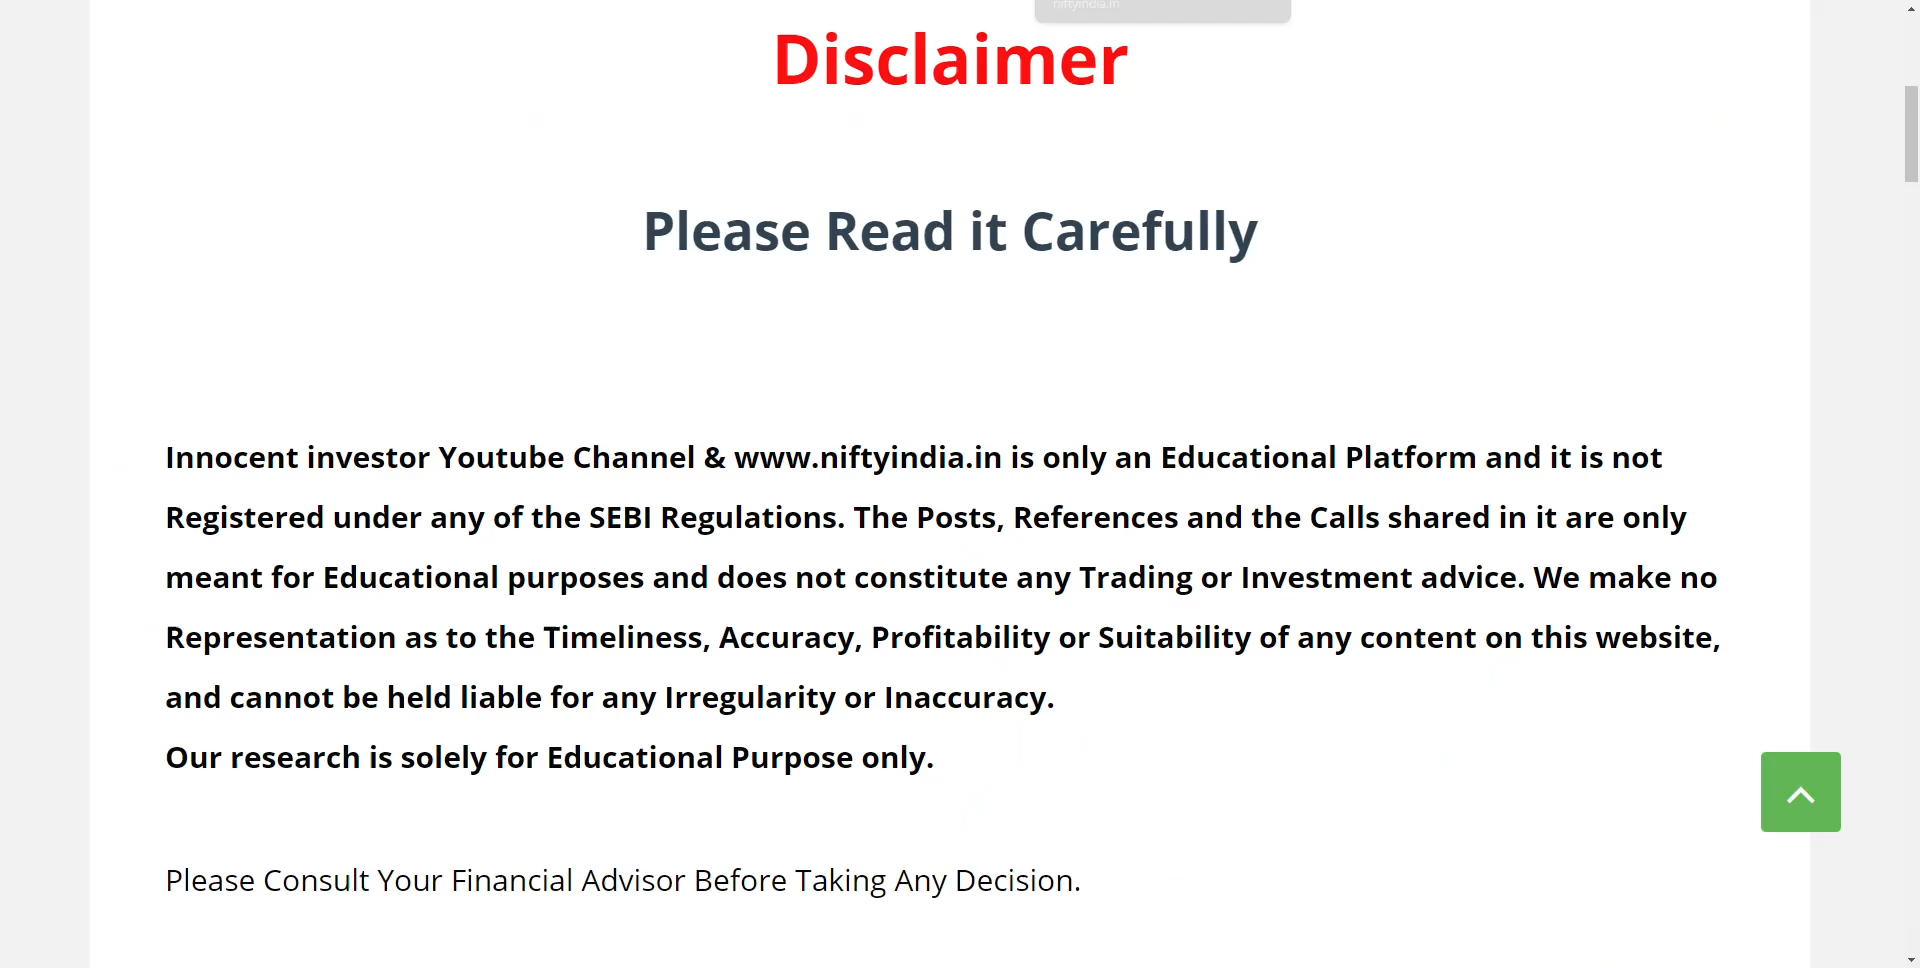 niftyindia.in
Disclaimer
Please Read it Carefully
Innocent investor Youtube Channel & www.niftyindia.in is only an Educational Platform and it is not
Registered under any of the SEBI Regulations. The Posts, References and the Calls shared in it are only
meant for Educational purposes and does not constitute any Trading or Investment advice. We make no
Representation as to the Timeliness, Accuracy, Profitability or Suitability of any content on this website,
and cannot be held liable for any Irregularity or Inaccuracy.
Our research is solely for Educational Purpose only.
Please Consult Your Financial Advisor Before Taking Any Decision.